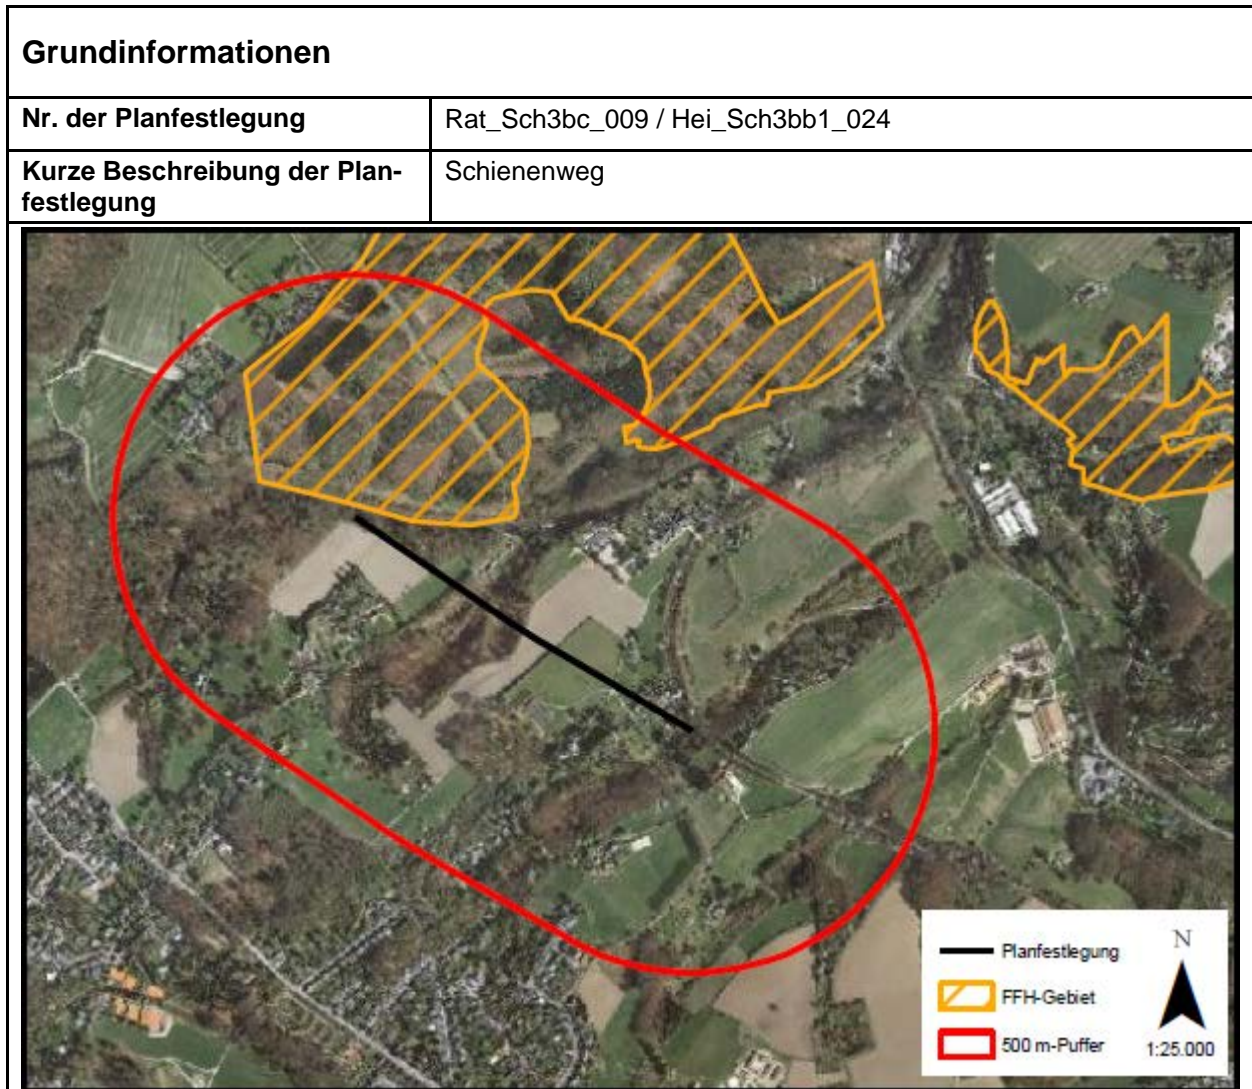 Grundinformationen
Nr. der Planfestlegung
Rat_Sch3bc_009 / Hei_Sch3bb1_024
Kurze Beschreibung der Plan-
festlegung
Schienenweg
Planfestlegung
N
FFH-Gebiet
500 m-Puffer
1:25.000